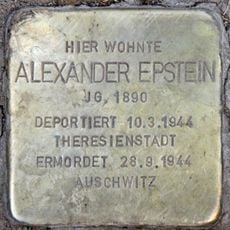 HIER WOHNTE
ALEXANDER EPSTEIN
JG. 1890
DEPORTIERT 10.3.1944
THERESIENSTADT
ERMORDET 28.9.1944
AUSCHWITZ